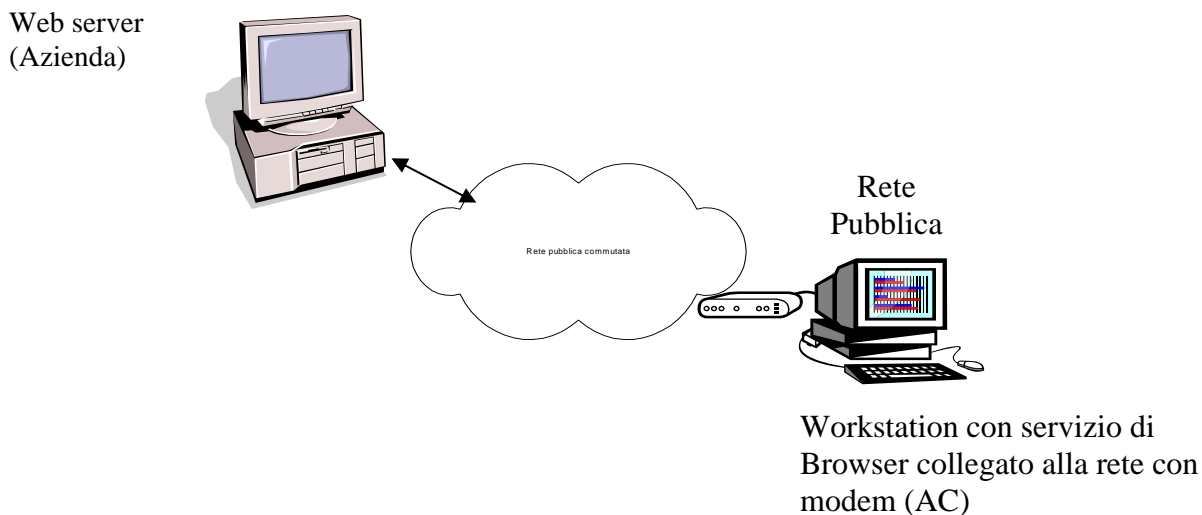 Web server
(Azienda)
Rete pubblica commutata
Rete
Pubblica
Workstation con servizio di
Browser collegato alla rete con
modem (AC)